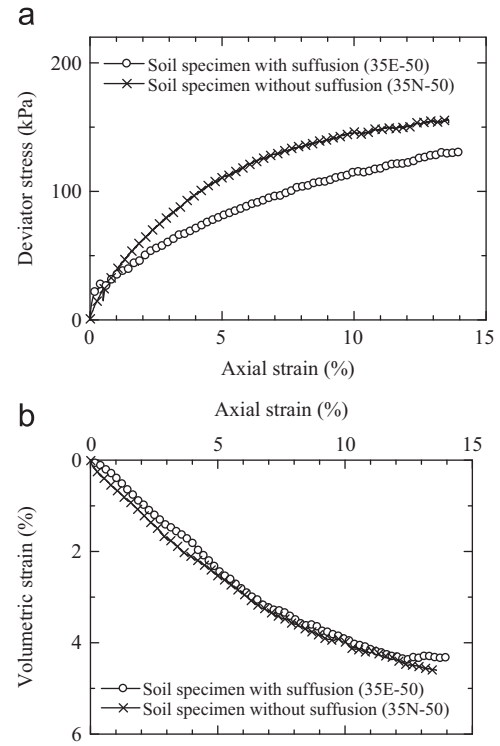 a
200
Soil specimen with suffusion (35E-50)
Soil specimen without suffusion (35N-50)
Deviator stress (kPa)
100
0
0 5 10 15
Axial strain (%)
b
Axial strain (%)
0 5 10 15
0
Volumetric strain (%)
2
4
Soil specimen with suffusion (35E-50)
Soil specimen without suffusion (35N-50)
6